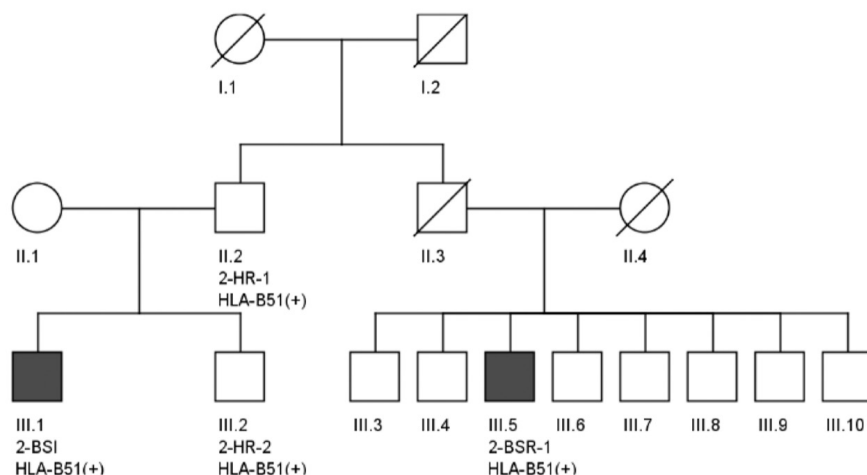 I.1 I.2
II.1 II.2 II.3 II.4
2-HR-1
HLA-B51(+)
III.1 III.2 III.3 III.4 III.5 III.6 III.7 III.8 III.9 III.10
2-BSI 2-HR-2 2-BSR-1
HLA-B51(+) HLA-B51(+) HLA-B51(+)